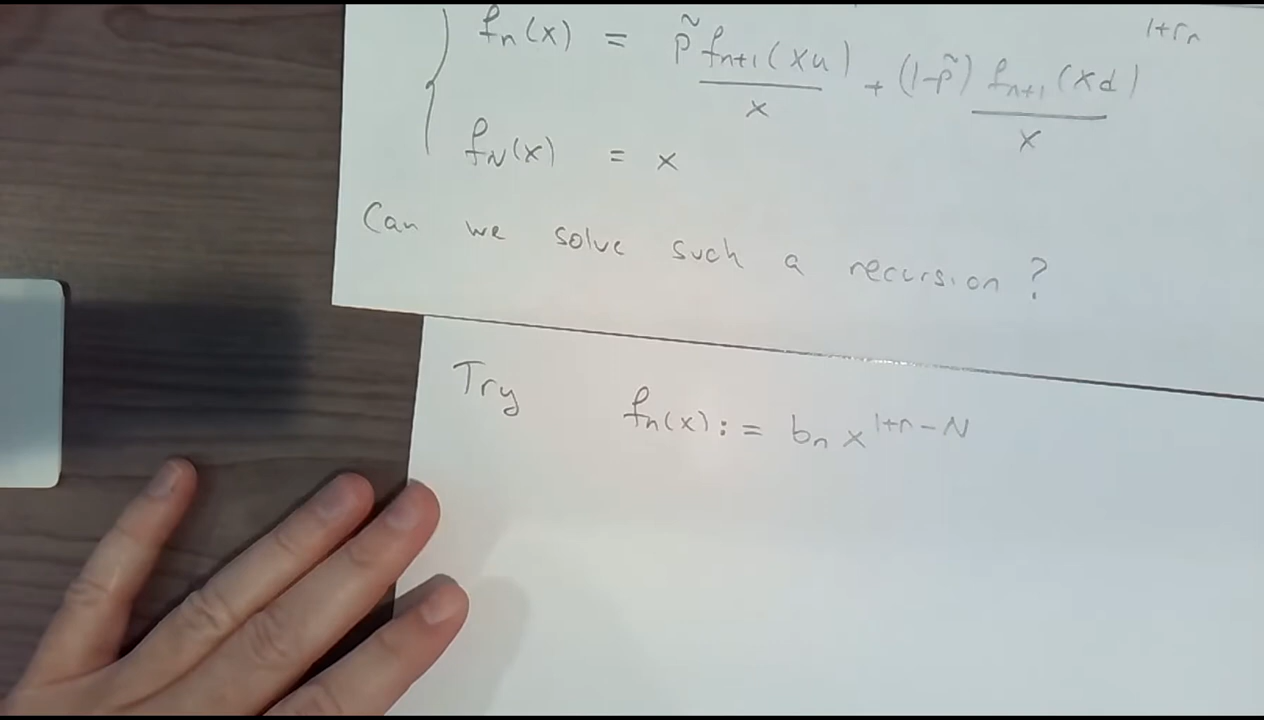 1+rₙ
fₙ(x) = p̃ fₙ₊₁(xu)/x + (1-p̃) fₙ₊₁(xd)/x
f_N(x) = x
Can we solve such a recursion?
Try fₙ(x) := bₙ x^{1+n-N}